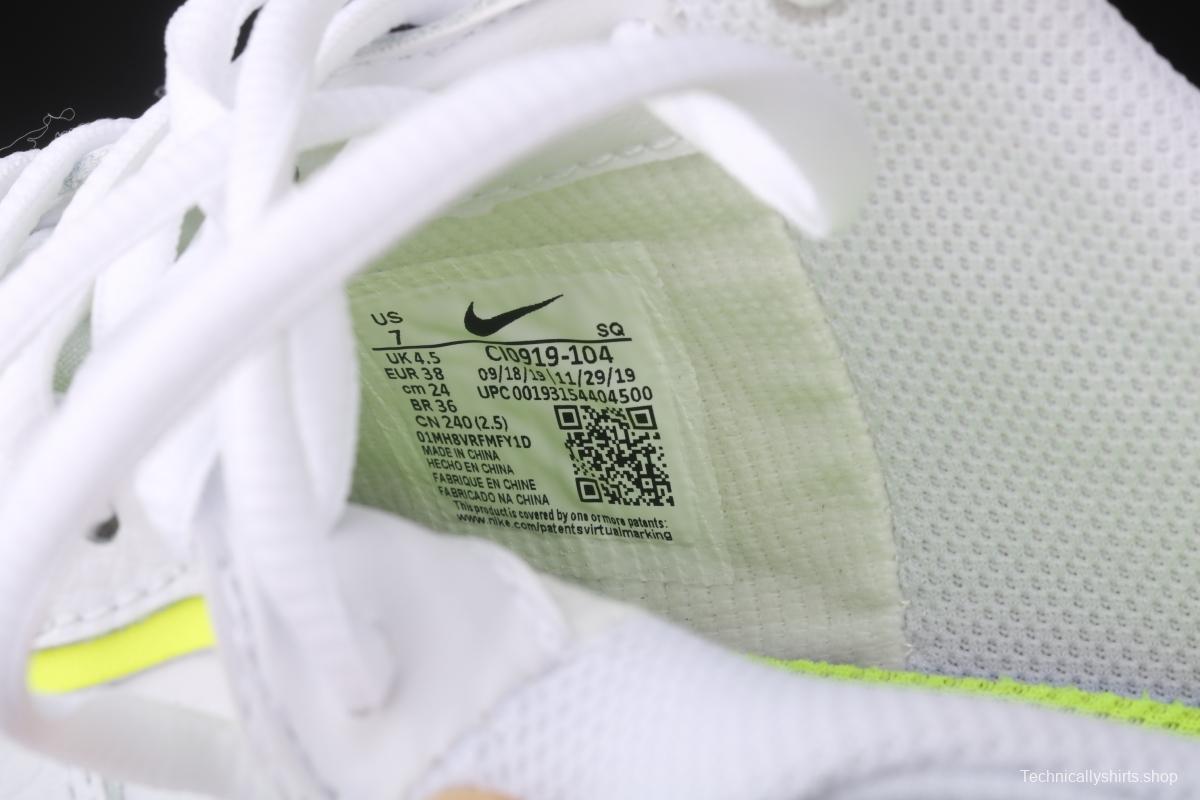 US
7
SQ
UK 4.5
EUR 38
cm 24
BR 36
CN 240 (2.5)
01MH8VRFMFY1D
MADE IN CHINA
HECHO EN CHINA
FABRIQUE EN CHINE
FABRICADO NA CHINA
CI0919-104
09/18/19 11/29/19
UPC 00193154404500
This product is covered by one or more patents:
www.nike.com/patentsvirtualmarking
Technicallyshirts.shop